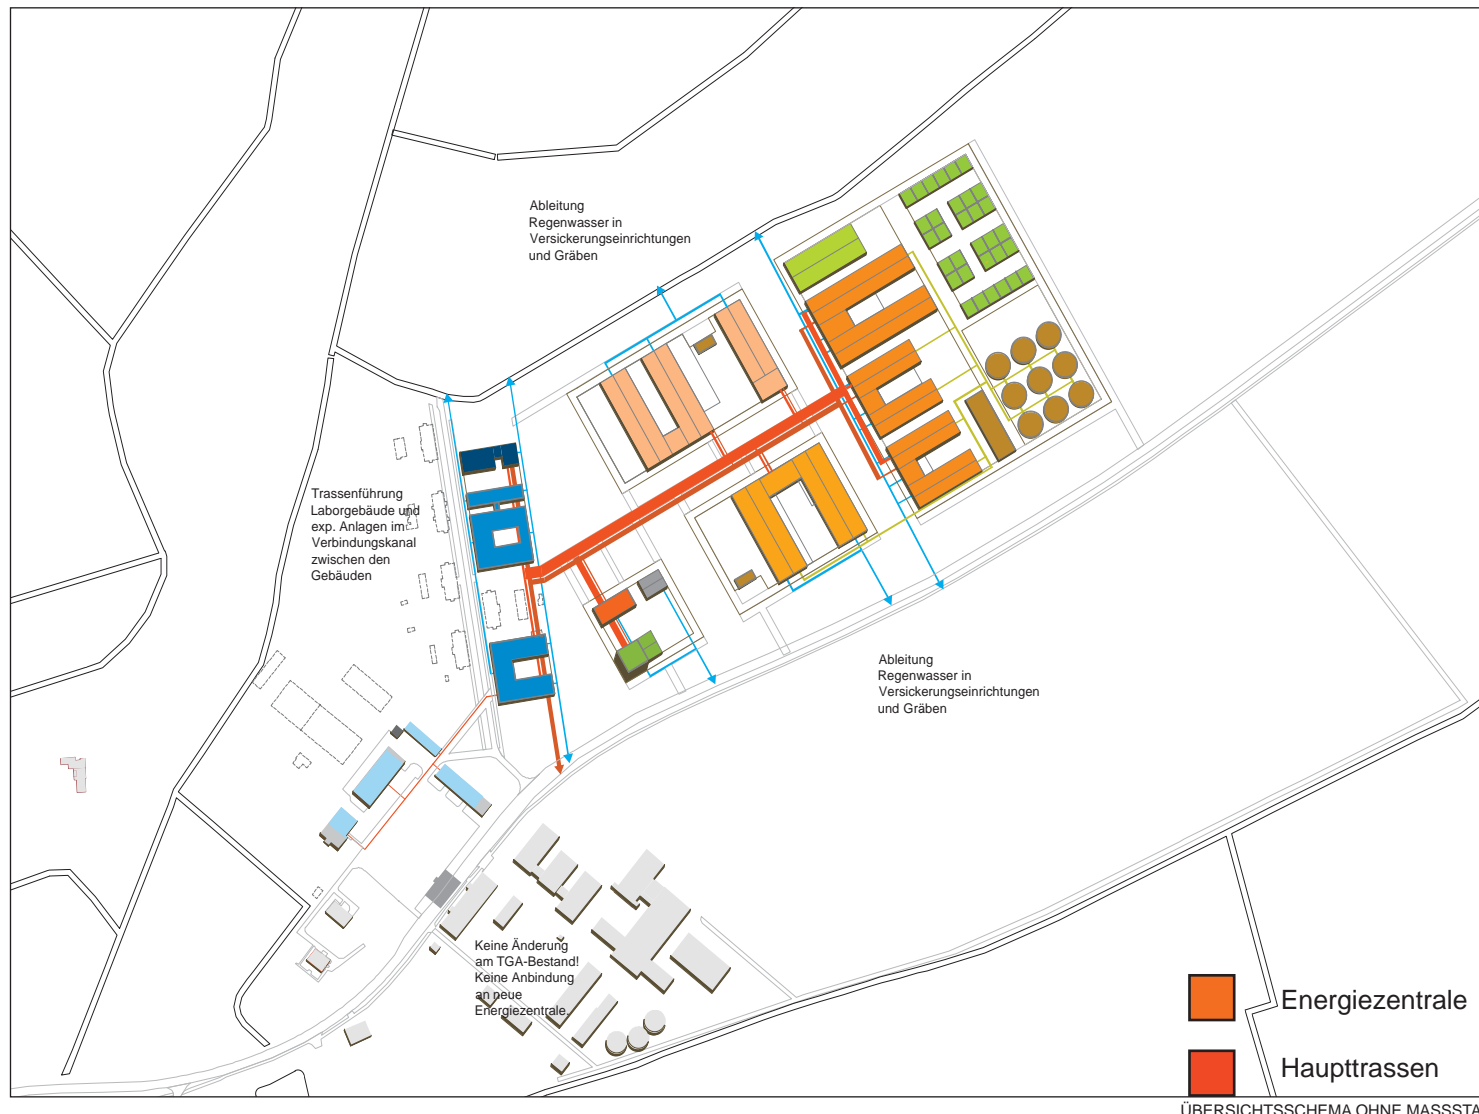 Ableitung
Regenwasser in
Versickerungseinrichtungen
und Gräben
Trassenführung
Laborgebäude und
exp. Anlagen im
Verbindungskanal
zwischen den
Gebäuden
Ableitung
Regenwasser in
Versickerungseinrichtungen
und Gräben
Keine Änderung
am TGA-Bestand!
Keine Anbindung
an neue
Energiezentrale.
Energiezentrale
Haupttrassen
ÜBERSICHTSSCHEMA OHNE MASSSTA